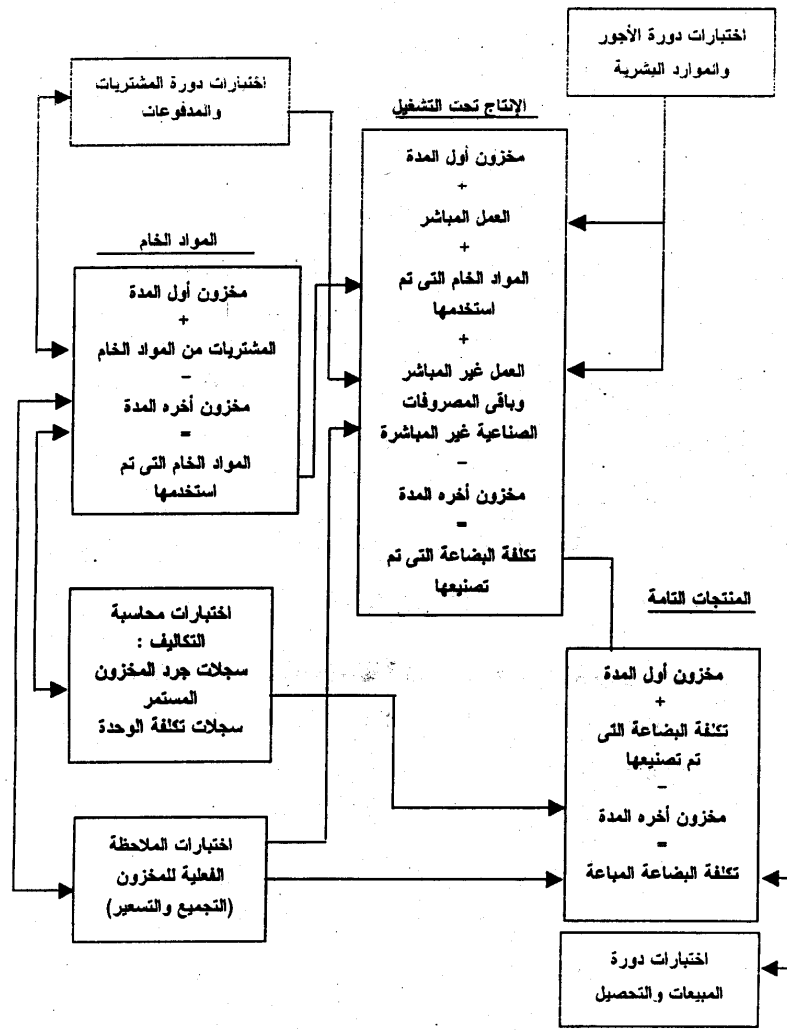 اختبارات دورة الأجور
والموارد البشرية
اختبارات دورة المشتريات
والمدفوعات
الإنتاج تحت التشغيل
مخزون أول المدة
+
العمل المباشر
+
المواد الخام التى تم
استخدمها
+
العمل غير المباشر
وباقى المصروفات
الصناعية غير المباشرة
–
مخزون أخره المدة
=
تكلفة البضاعة التى تم
تصنيعها
المواد الخام
مخزون أول المدة
+
المشتريات من المواد الخام
–
مخزون أخره المدة
=
المواد الخام التى تم
استخدمها
اختبارات محاسبة
التكاليف :
سجلات جرد المخزون
المستمر
سجلات تكلفة الوحدة
المنتجات التامة
مخزون أول المدة
+
تكلفة البضاعة التى
تم تصنيعها
–
مخزون أخره المدة
=
تكلفة البضاعة المباعة
اختبارات الملاحظة
الفعلية للمخزون
(التجميع والتسعير)
اختبارات دورة
المبيعات والتحصيل